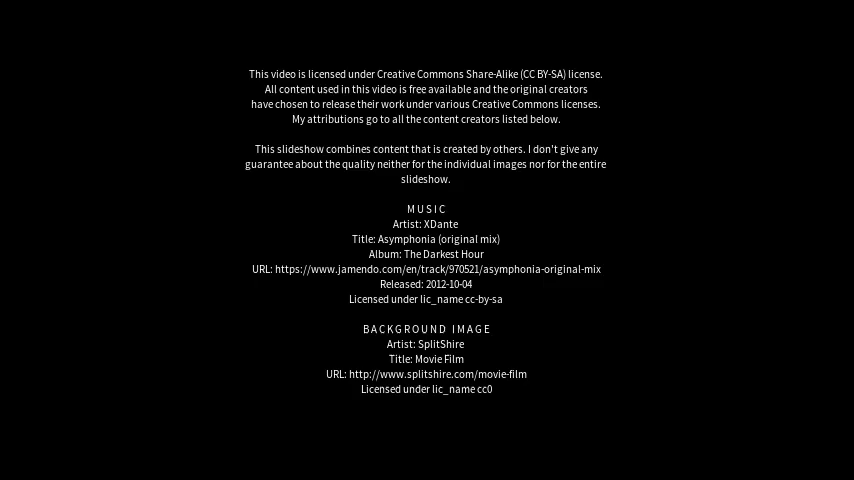 This video is licensed under Creative Commons Share-Alike (CC BY-SA) license.
All content used in this video is free available and the original creators
have chosen to release their work under various Creative Commons licenses.
My attributions go to all the content creators listed below.
This slideshow combines content that is created by others. I don't give any
guarantee about the quality neither for the individual images nor for the entire
slideshow.
MUSIC
Artist: XDante
Title: Asymphonia (original mix)
Album: The Darkest Hour
URL: https://www.jamendo.com/en/track/970521/asymphonia-original-mix
Released: 2012-10-04
Licensed under lic_name cc-by-sa
BACKGROUND IMAGE
Artist: SplitShire
Title: Movie Film
URL: http://www.splitshire.com/movie-film
Licensed under lic_name cc0